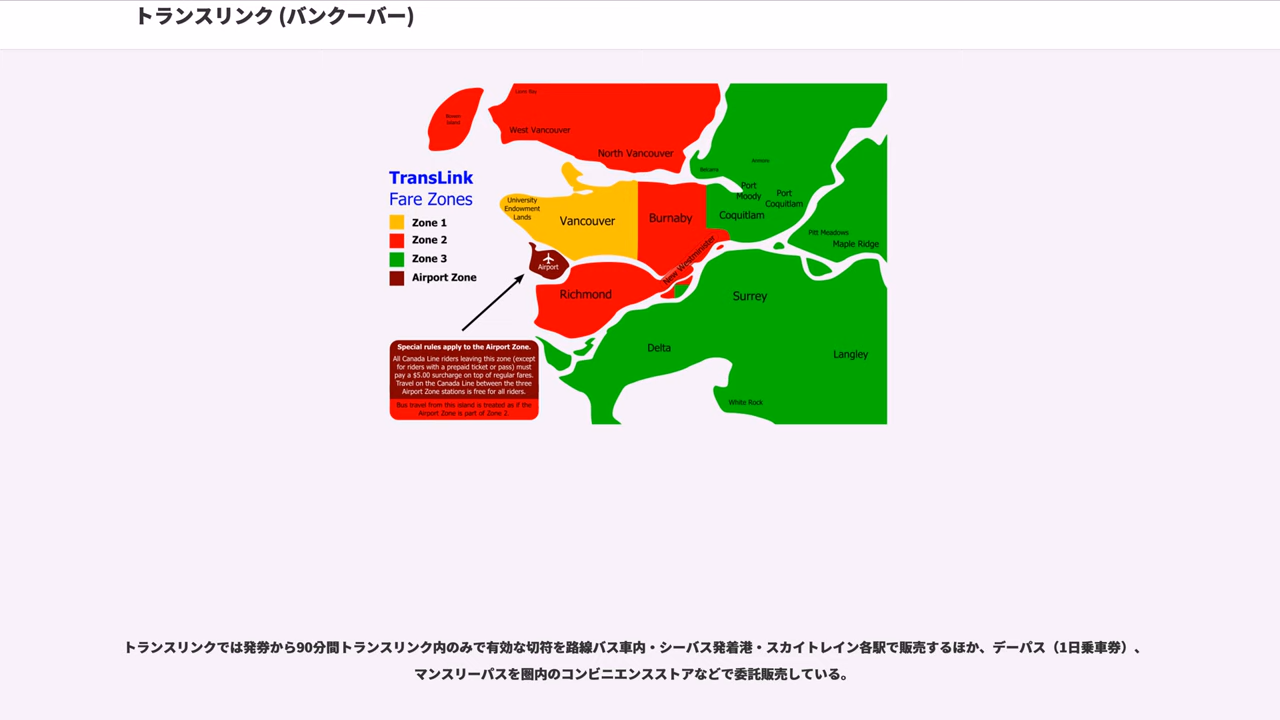 トランスリンク (バンクーバー)
Lions Bay
Bowen
Island
West Vancouver
North Vancouver
Belcarra
Anmore
TransLink
Fare Zones
Zone 1
Zone 2
Zone 3
Airport Zone
University
Endowment
Lands
Vancouver
Burnaby
Port
Moody
Port
Coquitlam
Coquitlam
Pitt Meadows
Maple Ridge
New Westminster
Airport
Richmond
Surrey
Delta
Langley
White Rock
Special rules apply to the Airport Zone.
All Canada Line riders leaving this zone (except
for riders with a prepaid ticket or pass) must
pay a $5.00 surcharge on top of regular fares.
Travel on the Canada Line between the three
Airport Zone stations is free for all riders.
Bus travel from this island is treated as if the
Airport Zone is part of Zone 2.
トランスリンクでは発券から90分間トランスリンク内のみで有効な切符を路線バス車内・シーバス発着港・スカイトレイン各駅で販売するほか、デーパス（1日乗車券）、
マンスリーパスを圏内のコンビニエンスストアなどで委託販売している。